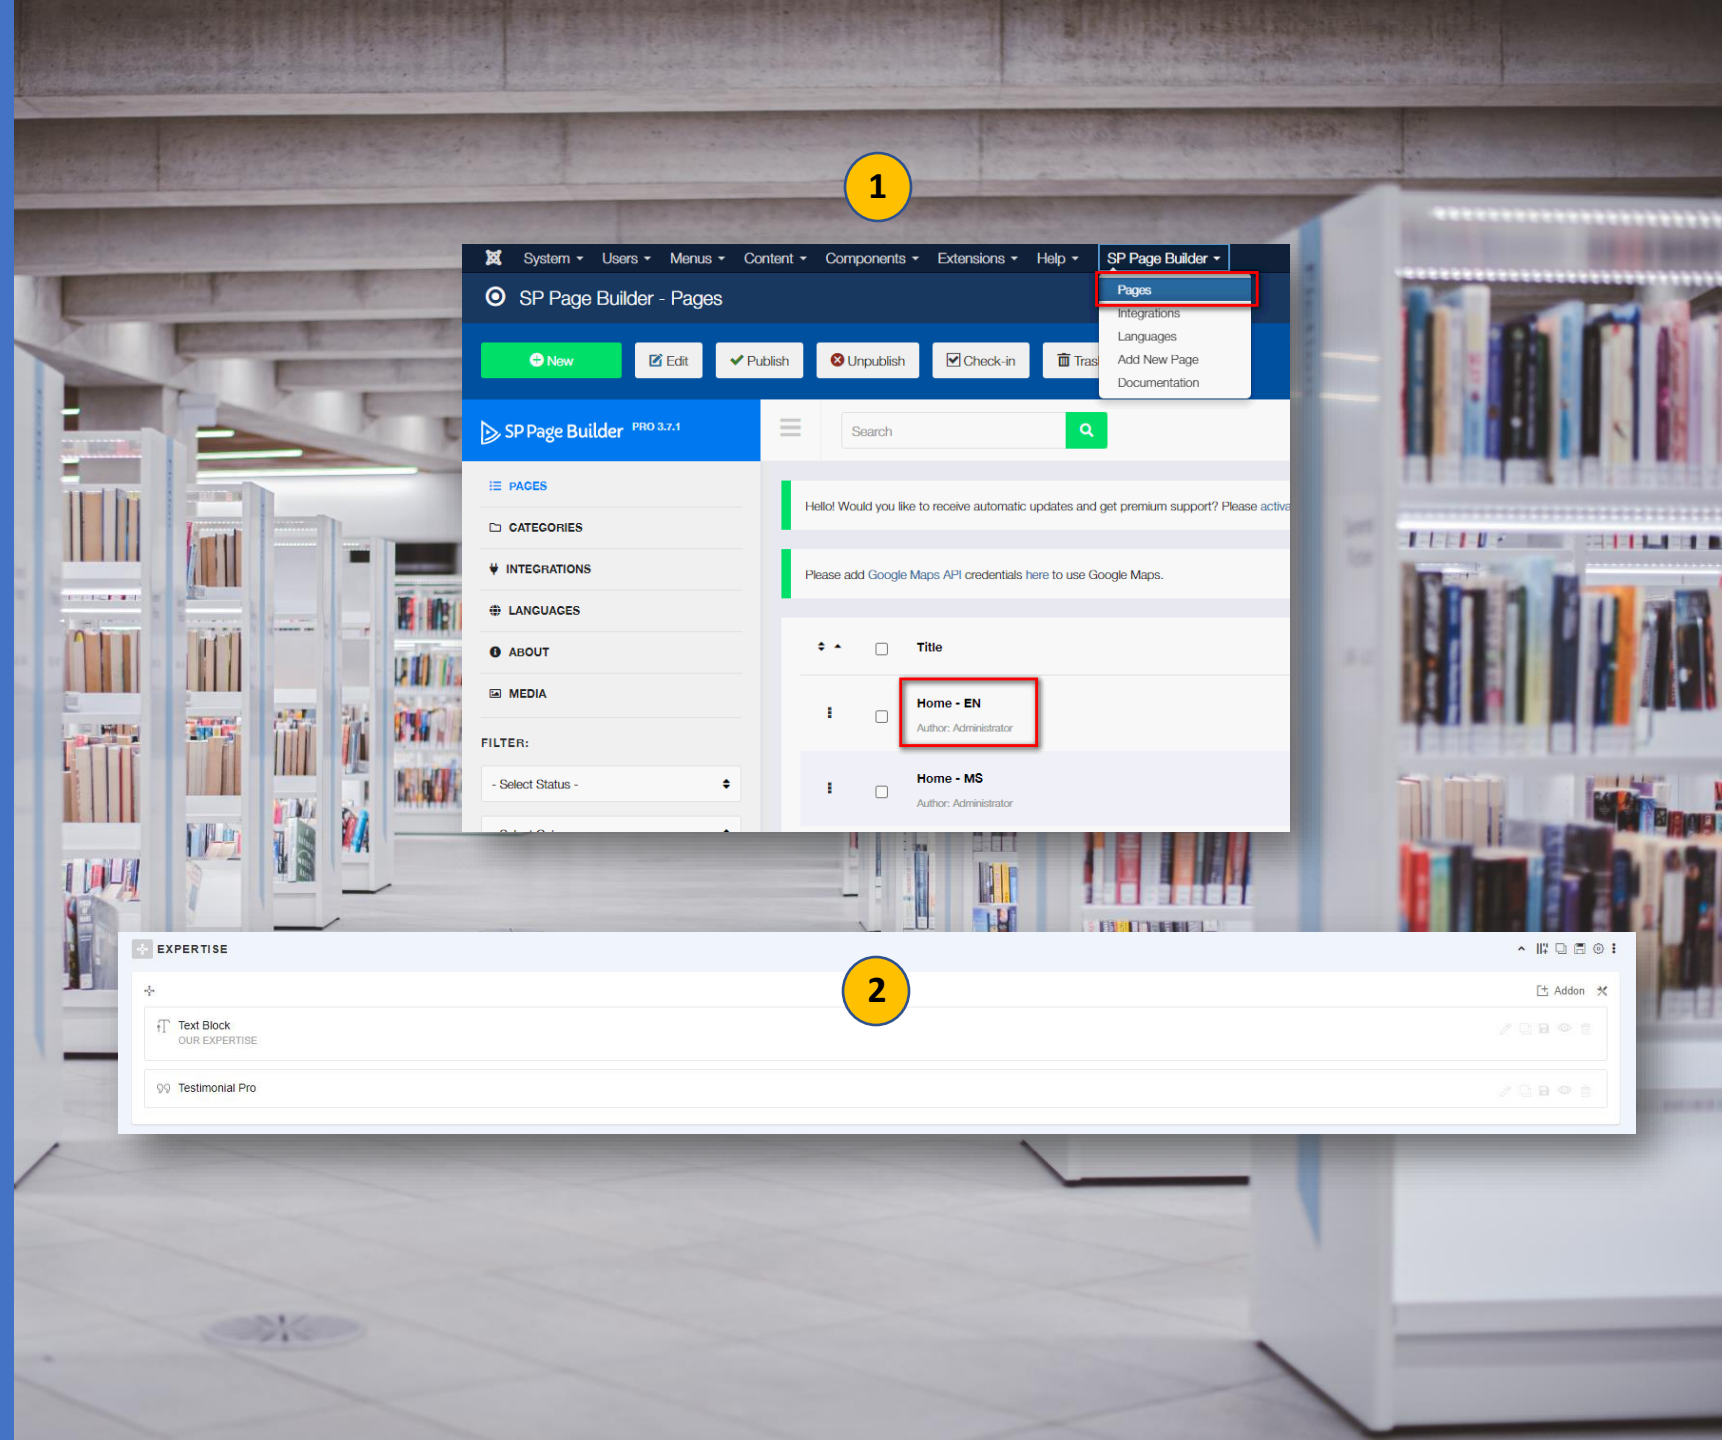 1
System Users Menus Content Components Extensions Help SP Page Builder
SP Page Builder - Pages
Pages
Integrations
Languages
Add New Page
Documentation
New Edit Publish Unpublish Check-in Tras
SP Page Builder PRO 3.7.1
Search
PAGES
CATEGORIES
INTEGRATIONS
LANGUAGES
ABOUT
MEDIA
FILTER:
- Select Status -
Hello! Would you like to receive automatic updates and get premium support? Please activa
Please add Google Maps API credentials here to use Google Maps.
Title
Home - EN
Author: Administrator
Home - MS
Author: Administrator
EXPERTISE
2
Addon
Text Block
OUR EXPERTISE
Testimonial Pro